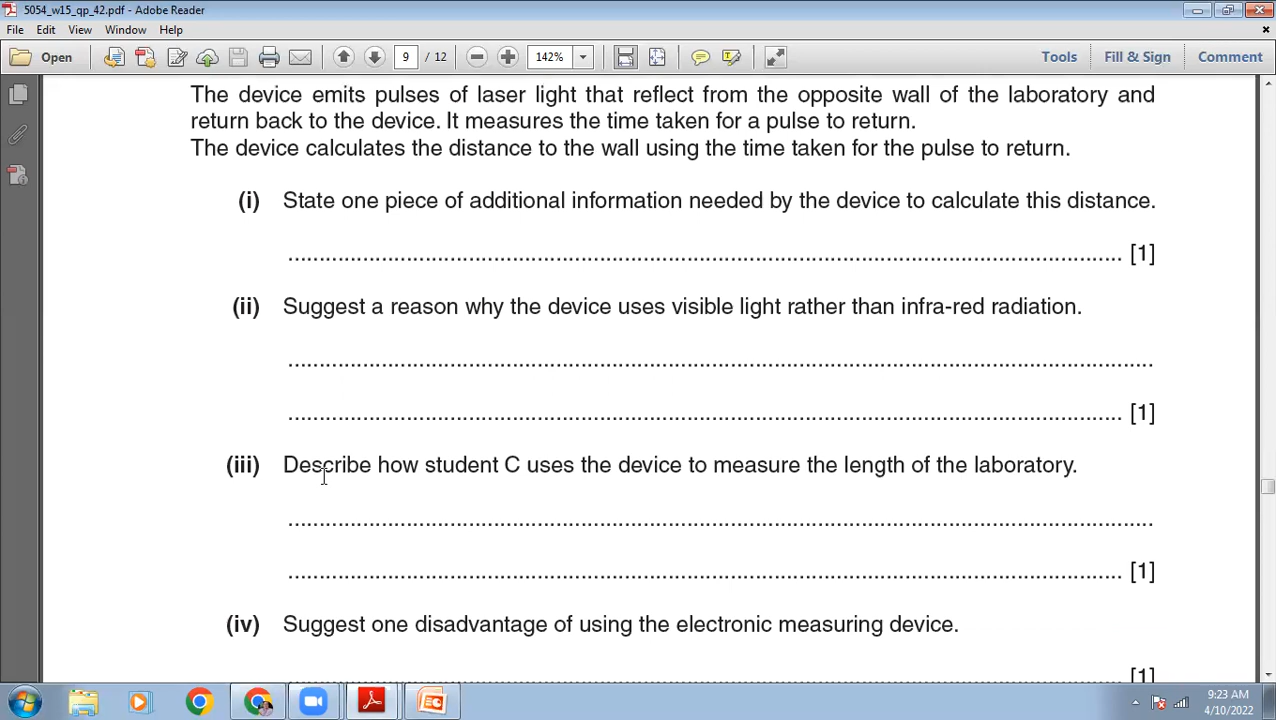 5054_w15_qp_42.pdf - Adobe Reader
File Edit View Window Help
Open 9 / 12 142% Tools Fill & Sign Comment
The device emits pulses of laser light that reflect from the opposite wall of the laboratory and
return back to the device. It measures the time taken for a pulse to return.
The device calculates the distance to the wall using the time taken for the pulse to return.
(i) State one piece of additional information needed by the device to calculate this distance.
.......................................................................................................................................... [1]
(ii) Suggest a reason why the device uses visible light rather than infra-red radiation.
..........................................................................................................................................
.......................................................................................................................................... [1]
(iii) Describe how student C uses the device to measure the length of the laboratory.
..........................................................................................................................................
.......................................................................................................................................... [1]
(iv) Suggest one disadvantage of using the electronic measuring device.
.......................................................................................................................................... [1]
9:23 AM
4/10/2022